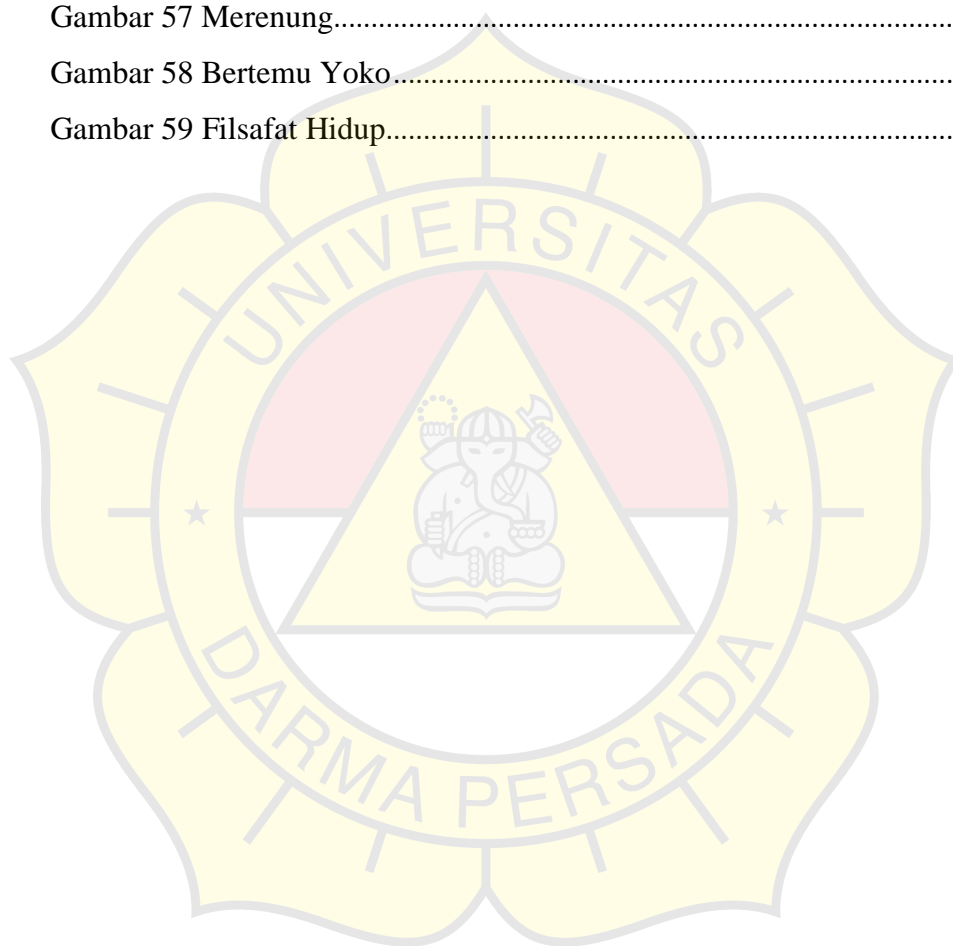 Gambar 57 Merenung...................................................................................
Gambar 58 Bertemu Yoko...........................................................................
Gambar 59 Filsafat Hidup............................................................................
UNIVERSITAS
DARMA PERSADA